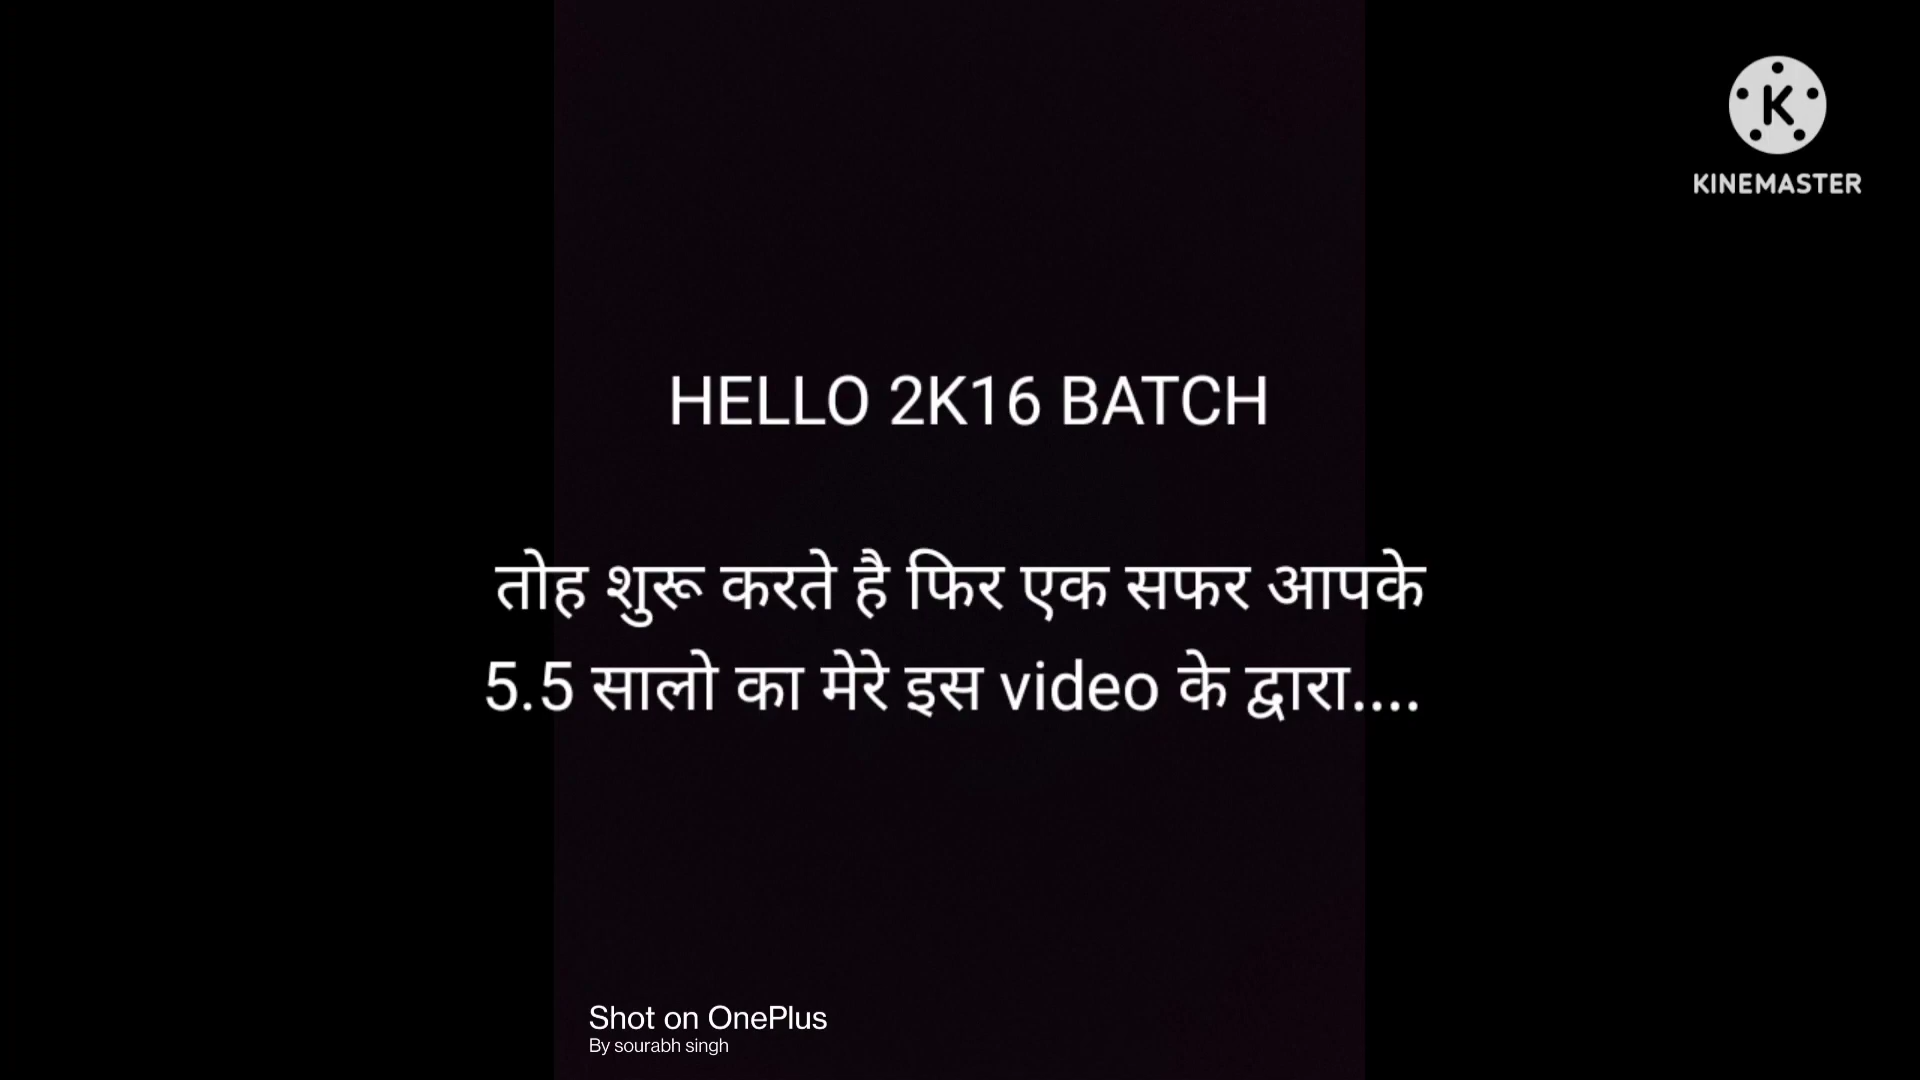 KINEMASTER
HELLO 2K16 BATCH
तोह शुरू करते है फिर एक सफर आपके
5.5 सालो का मेरे इस video के द्वारा....
Shot on OnePlus
By sourabh singh